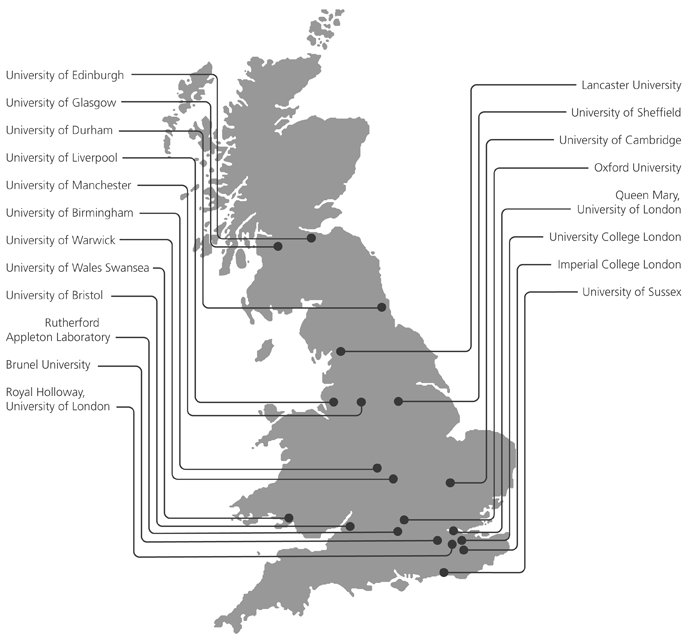 University of Edinburgh
University of Glasgow
University of Durham
University of Liverpool
University of Manchester
University of Birmingham
University of Warwick
University of Wales Swansea
University of Bristol
Rutherford
Appleton Laboratory
Brunel University
Royal Holloway,
University of London
Lancaster University
University of Sheffield
University of Cambridge
Oxford University
Queen Mary,
University of London
University College London
Imperial College London
University of Sussex